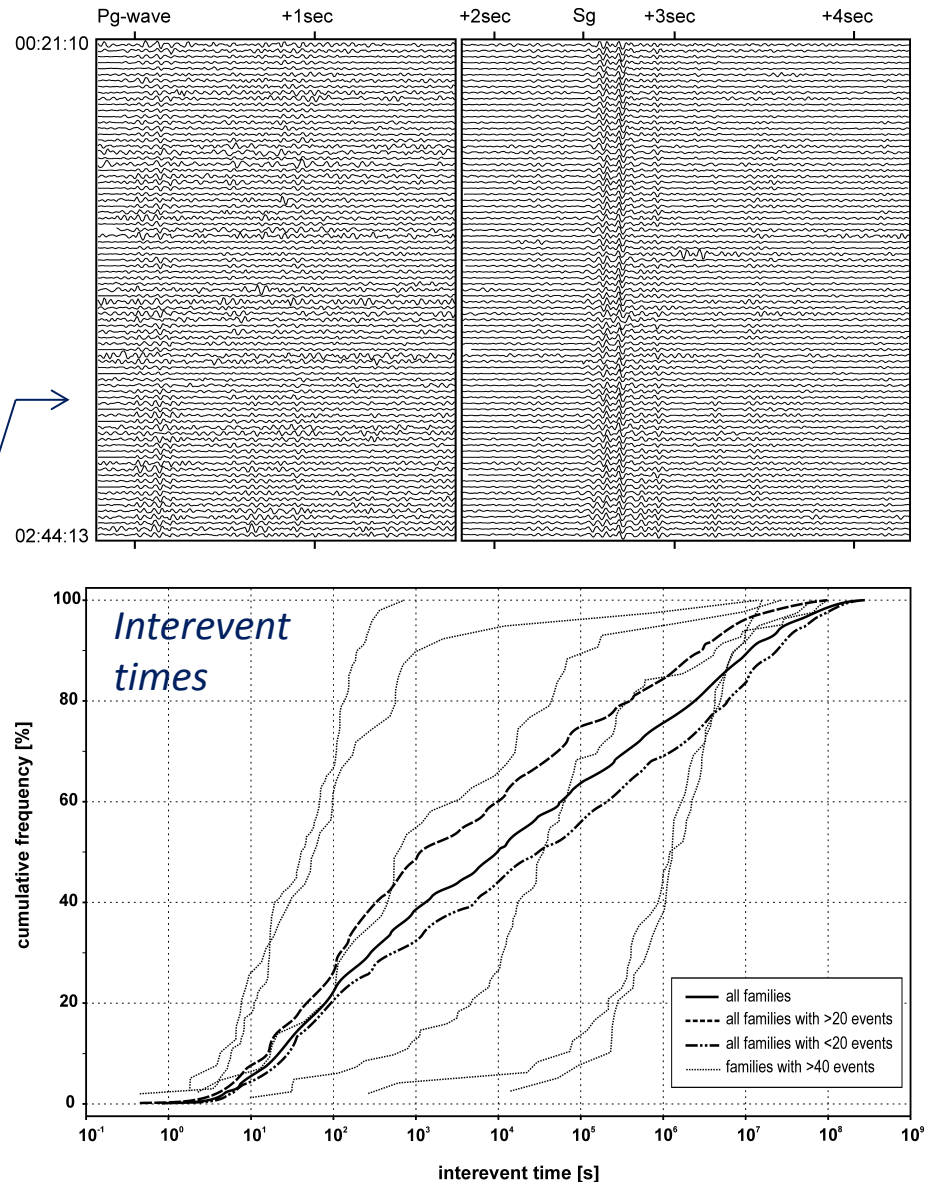 Pg-wave +1sec +2sec Sg +3sec +4sec
00:21:10
02:44:13
Interevent
times
cumulative frequency [%]
100
80
60
40
20
0
all families
all families with >20 events
all families with <20 events
families with >40 events
10⁻¹ 10⁰ 10¹ 10² 10³ 10⁴ 10⁵ 10⁶ 10⁷ 10⁸ 10⁹
interevent time [s]